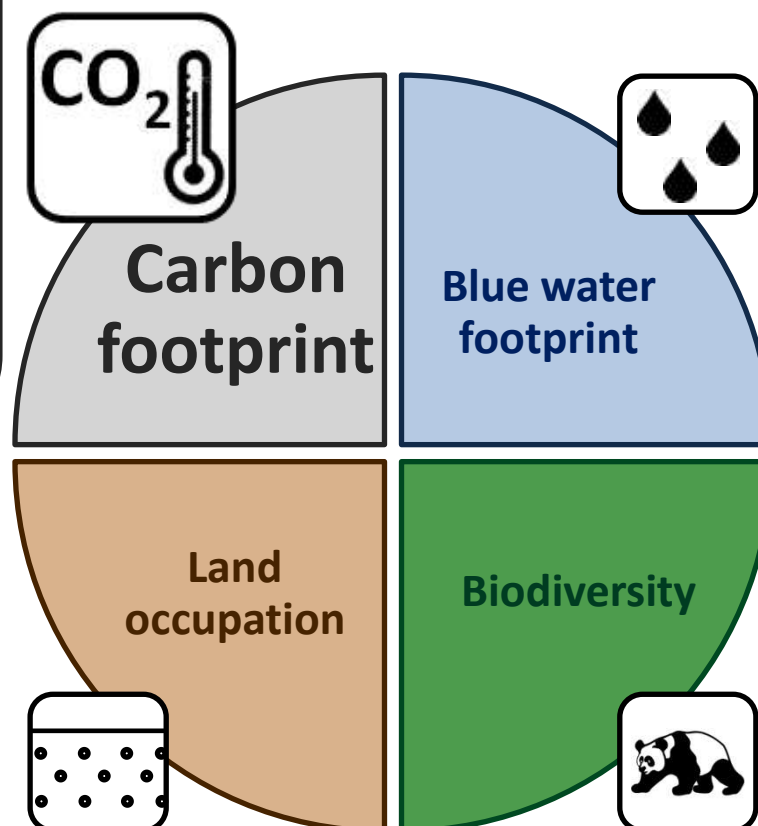 CO₂
Carbon
footprint
Blue water
footprint
Land
occupation
Biodiversity